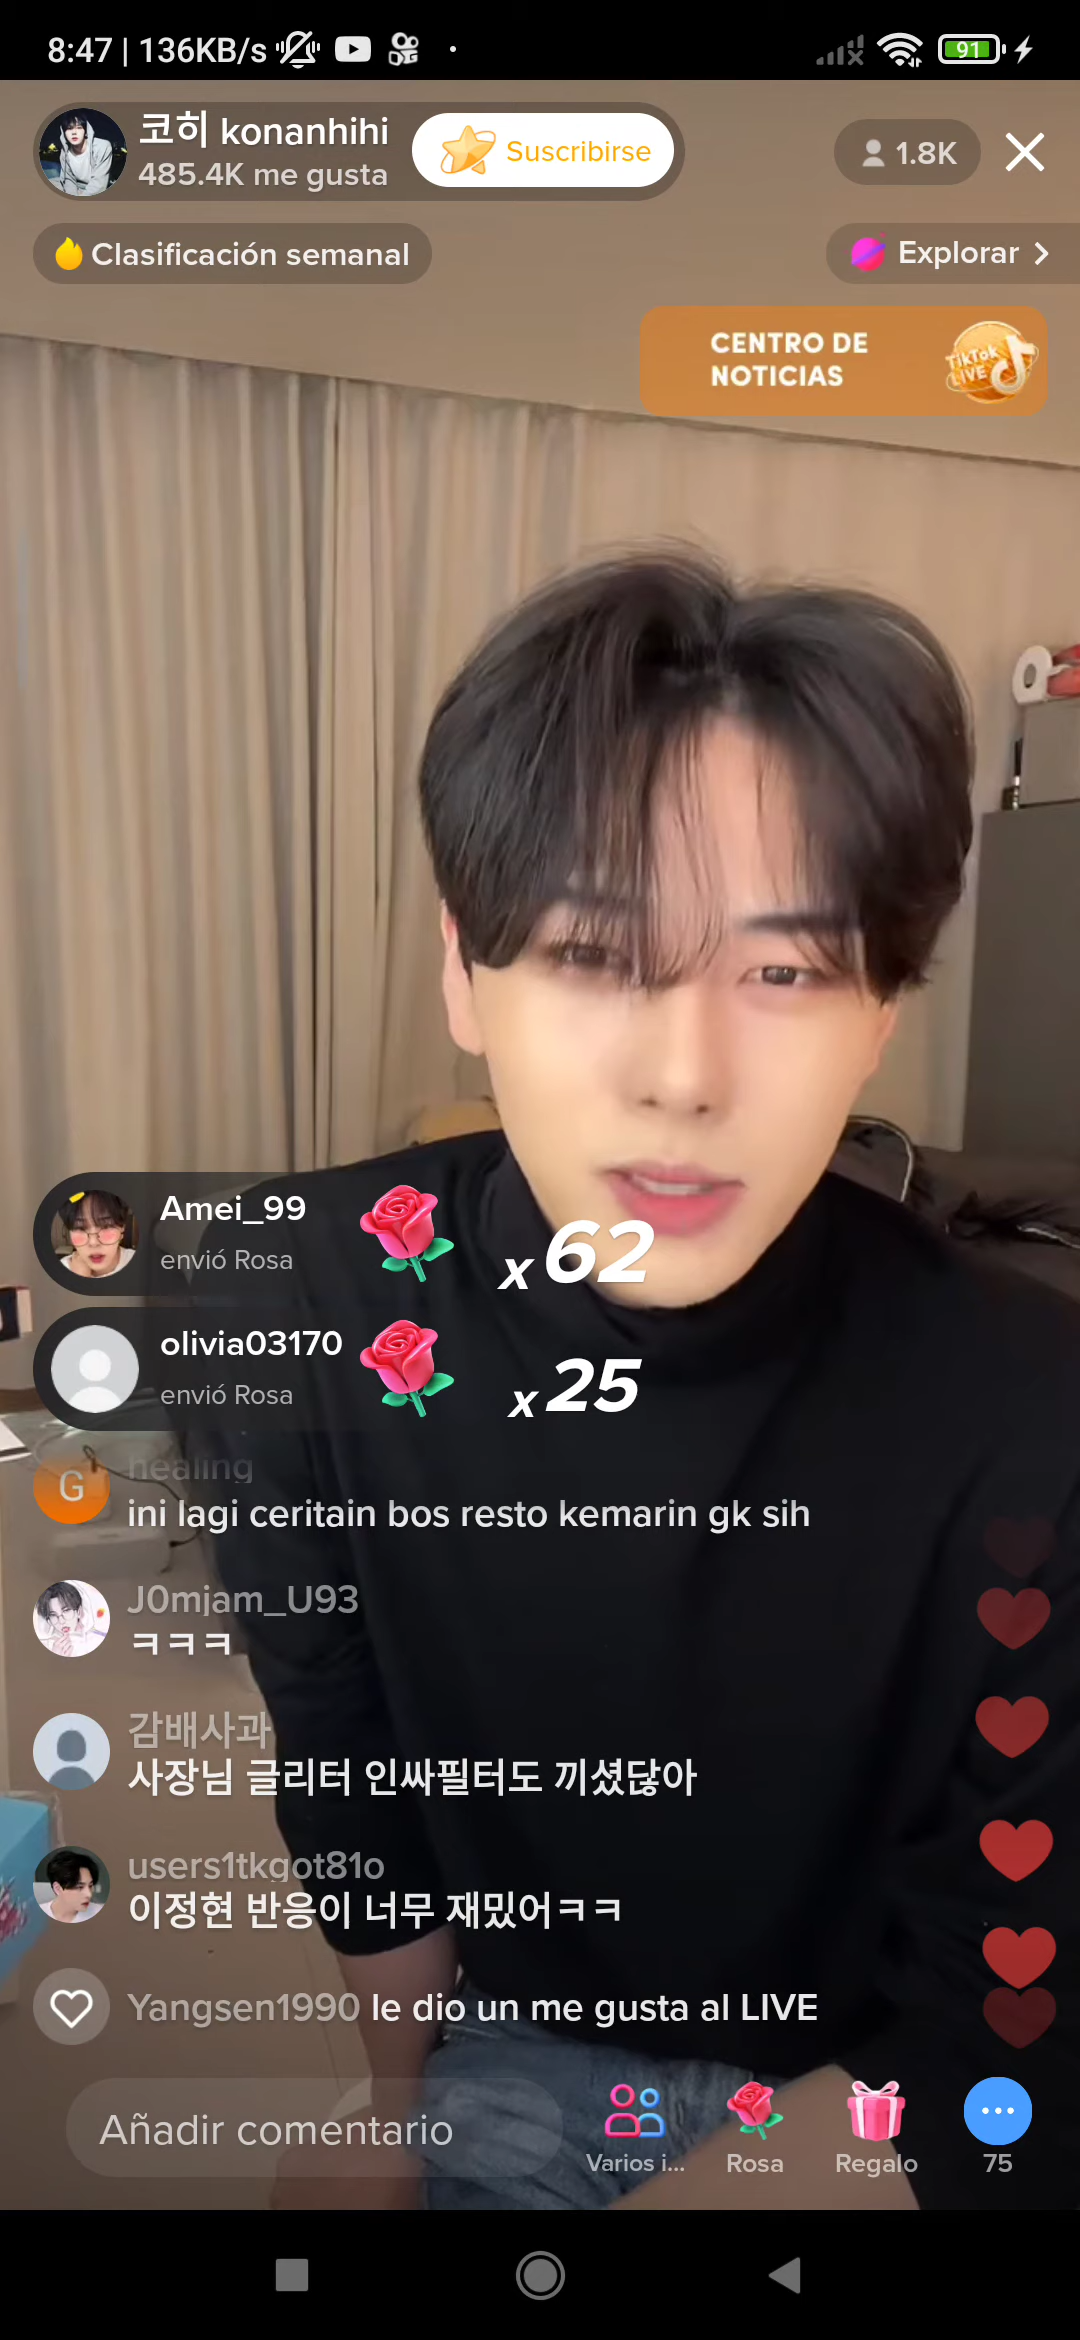 8:47 | 136KB/s
91
코히 konanhihi
485.4K me gusta
Suscribirse
1.8K
Clasificación semanal
Explorar
CENTRO DE
NOTICIAS
TikTok
LIVE
Amei_99
envió Rosa
x 62
olivia03170
envió Rosa
x 25
G
healing
ini lagi ceritain bos resto kemarin gk sih
J0mjam_U93
ㅋㅋㅋ
감배사과
사장님 글리터 인싸필터도 끼셨닪아
users1tkgot81o
이정현 반응이 너무 재밌어ㅋㅋ
Yangsen1990 le dio un me gusta al LIVE
Añadir comentario
Varios i...
Rosa
Regalo
75